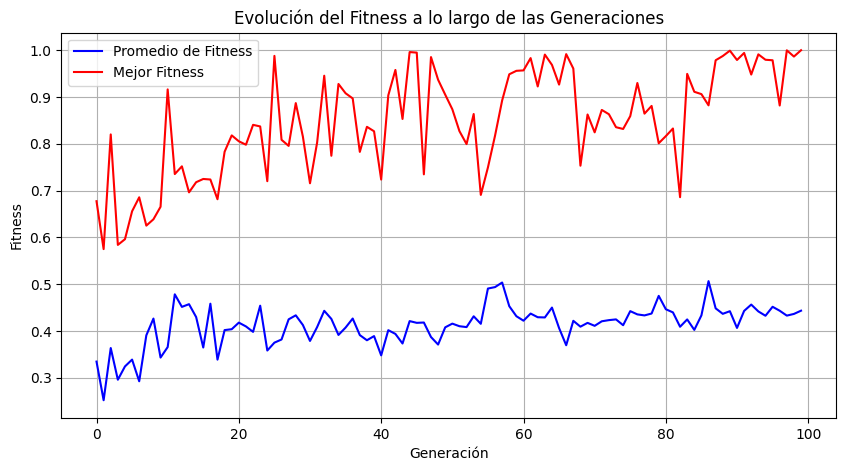 Evolución del Fitness a lo largo de las Generaciones
Promedio de Fitness
Mejor Fitness
1.0
0.9
0.8
0.7
0.6
0.5
0.4
0.3
Fitness
0
20
40
60
80
100
Generación